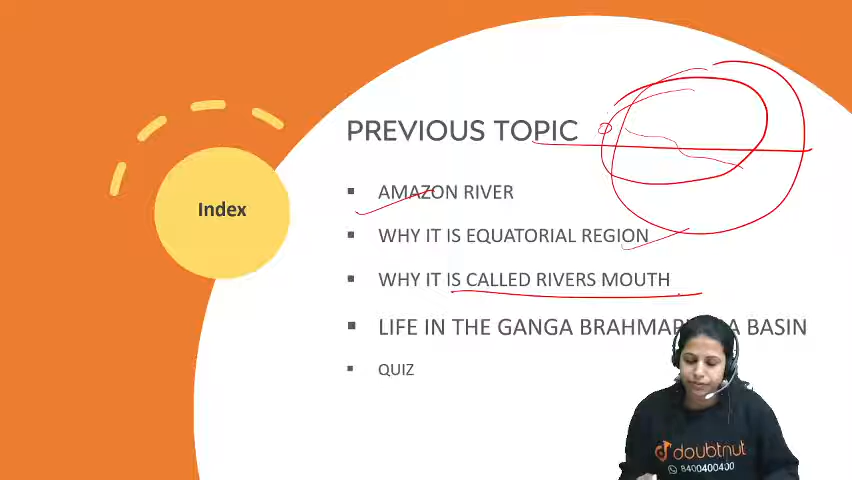 PREVIOUS TOPIC
Index
AMAZON RIVER
WHY IT IS EQUATORIAL REGION
WHY IT IS CALLED RIVERS MOUTH
LIFE IN THE GANGA BASIN
QUIZ
doubtnut
8400400400